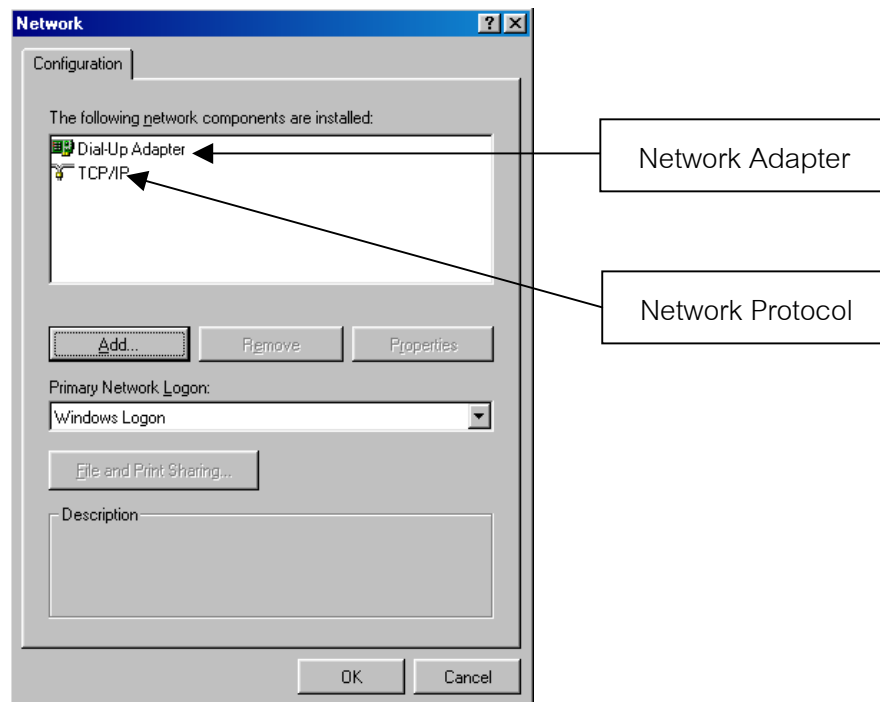 Network
Configuration
The following network components are installed:
Dial-Up Adapter
TCP/IP
Network Adapter
Network Protocol
Add...
Remove
Properties
Primary Network Logon:
Windows Logon
File and Print Sharing...
Description
OK
Cancel